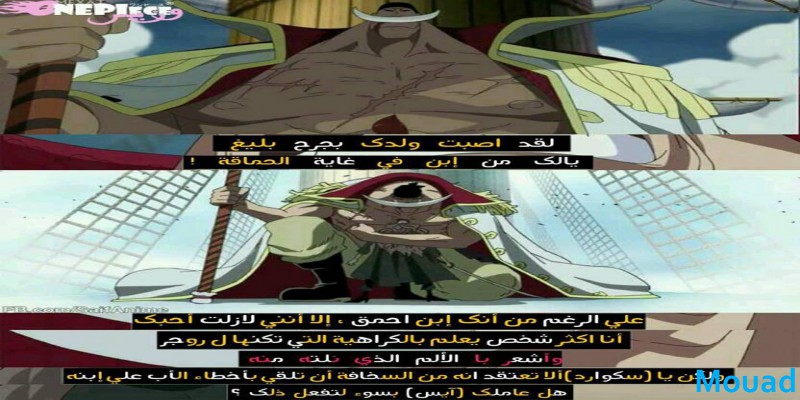 ONEPIECE
لقد اصبت ولدك بجرح بليغ
يالك من إبن في غاية الحماقة !
FB.com/SaifAnime
علي الرغم من أنك إبن احمق ، إلا أنني لازلت أحبك
أنا اكثر شخص يعلم بالكراهية التي تكنها ل روجر
وأشعر با الألم الذي نلته منه
يا (سكوارد)ألا تعتقد انه من السخافة أن تلقي بأخطاء الأب علي إبنه
هل عاملك (آيس) بسوء لتفعل ذلك ؟
Mouad